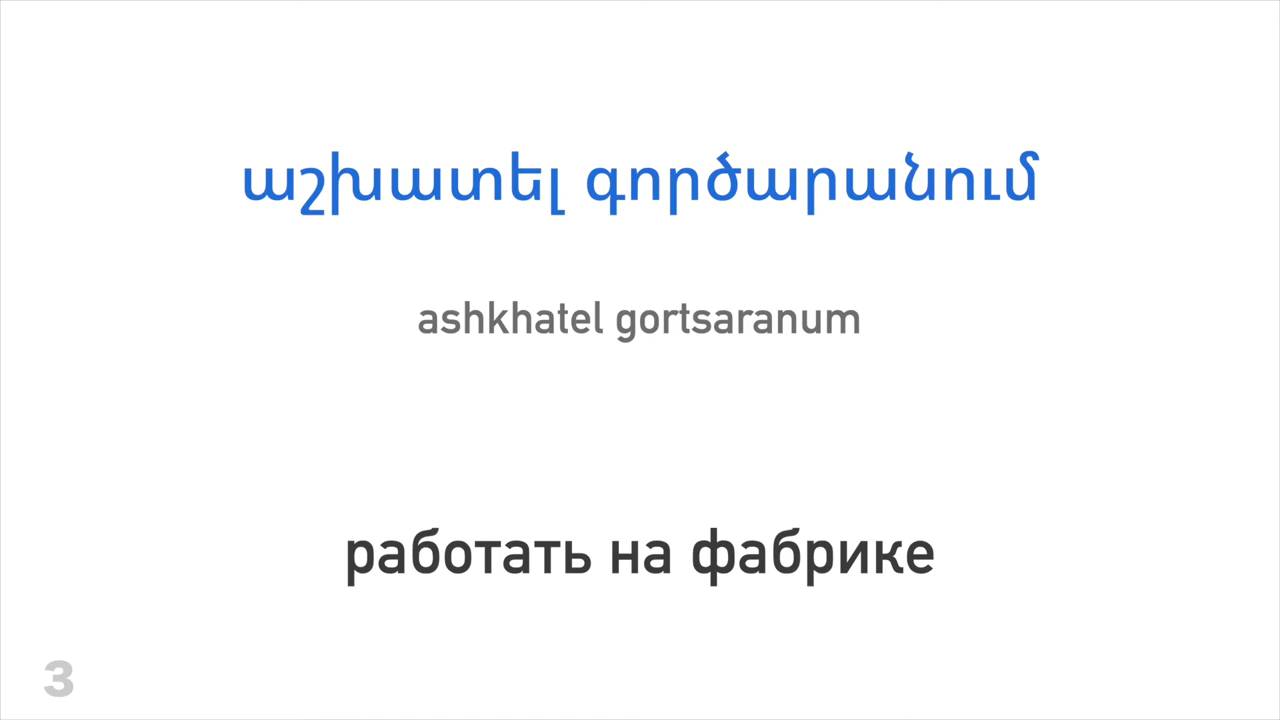 աշխատել գործարանում
ashkhatel gortsaranum
работать на фабрике
3